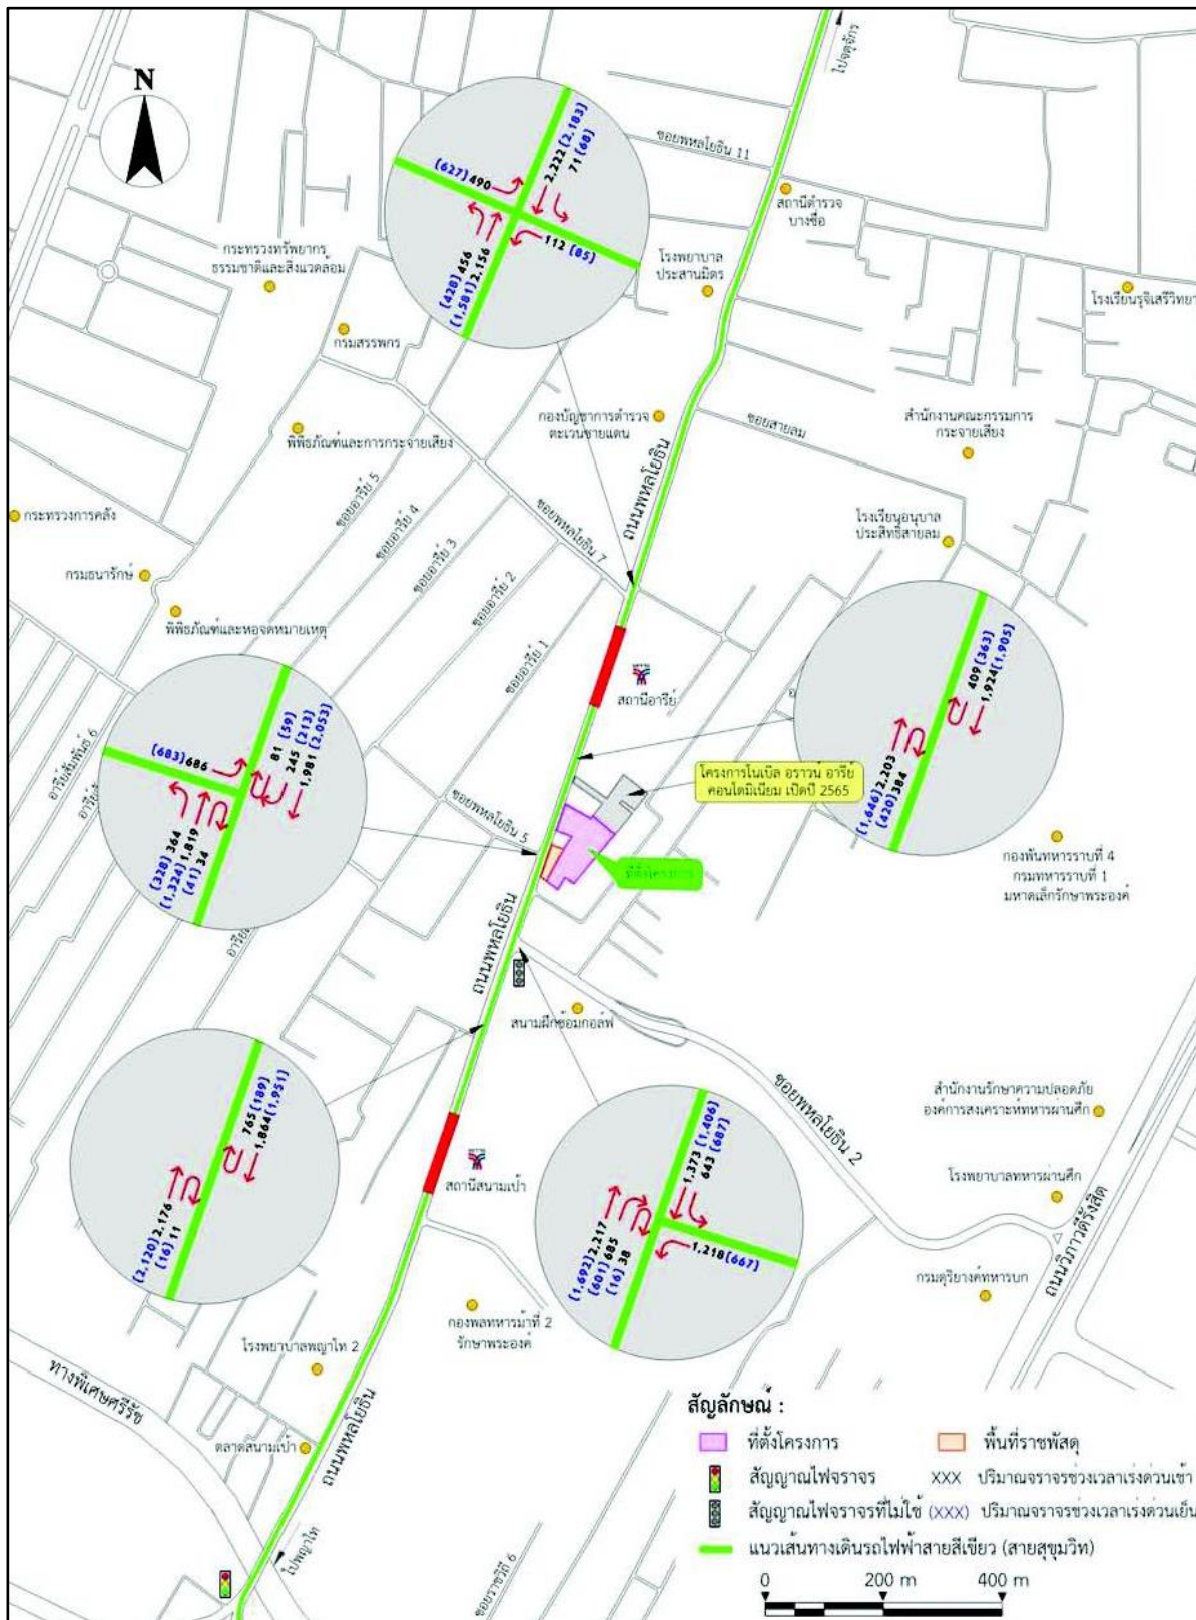 N
ไปจตุจักร
ซอยพหลโยธิน 11
สถานีตำรวจ
บางซื่อ
(627) 490
2,222 (2,183)
71 (68)
112 (85)
(428) 456
(1,581) 2,156
กระทรวงทรัพยากร
ธรรมชาติและสิ่งแวดล้อม
โรงพยาบาล
ประสานมิตร
โรงเรียนรุจิเสรีวิทยา
กรมสรรพกร
กองบัญชาการตำรวจ
ตะเวนชายแดน
ซอยสายลม
สำนักงานคณะกรรมการ
กระจายเสียง
พิพิธภัณฑ์และการกระจายเสียง
ถนนพหลโยธิน
ซอยอารีย์ 5
ซอยอารีย์ 4
ซอยอารีย์ 3
ซอยอารีย์ 2
ซอยอารีย์ 1
ซอยพหลโยธิน 7
กระทรวงการคลัง
โรงเรียนอนุบาล
ประสิทธิ์สายลม
กรมธนารักษ์
พิพิธภัณฑ์และหอจดหมายเหตุ
สถานีอารีย์
409 (363)
1,924 (1,905)
(1,646) 2,203
(420) 384
อารีย์สัมพันธ์ 6
(683) 686
81 (59)
245 (213)
1,981 (2,053)
(328) 364
(1,324) 1,819
(41) 34
โครงการโนเบิล อราวน์ อารีย์
คอนโดมิเนียม เปิดปี 2565
ซอยพหลโยธิน 5
ที่ตั้งโครงการ
กองพันทหารราบที่ 4
กรมทหารราบที่ 1
มหาดเล็กรักษาพระองค์
ถนนพหลโยธิน
สนามฝึกซ้อมกอล์ฟ
ซอยพหลโยธิน 2
765 (189)
1,864 (1,951)
(2,120) 2,176
(16) 11
สำนักงานรักษาความปลอดภัย
องค์การสงเคราะห์ทหารผ่านศึก
สถานีสนามเป้า
1,373 (1,406)
643 (687)
(1,692) 2,217
(601) 685
(16) 38
1,218 (667)
โรงพยาบาลทหารผ่านศึก
ถนนวิภาวดีรังสิต
กรมดุริยางค์ทหารบก
กองพลทหารม้าที่ 2
รักษาพระองค์
โรงพยาบาลพญาไท 2
ทางพิเศษศรีรัช
ตลาดสนามเป้า
ถนนพหลโยธิน
ไปพญาไท
ซอยราชวิถี 6
สัญลักษณ์ :
ที่ตั้งโครงการ
พื้นที่ราชพัสดุ
สัญญาณไฟจราจร
XXX ปริมาณจราจรช่วงเวลาเร่งด่วนเช้า
สัญญาณไฟจราจรที่ไม่ใช้
(XXX) ปริมาณจราจรช่วงเวลาเร่งด่วนเย็น
แนวเส้นทางเดินรถไฟฟ้าสายสีเขียว (สายสุขุมวิท)
0 200 m 400 m